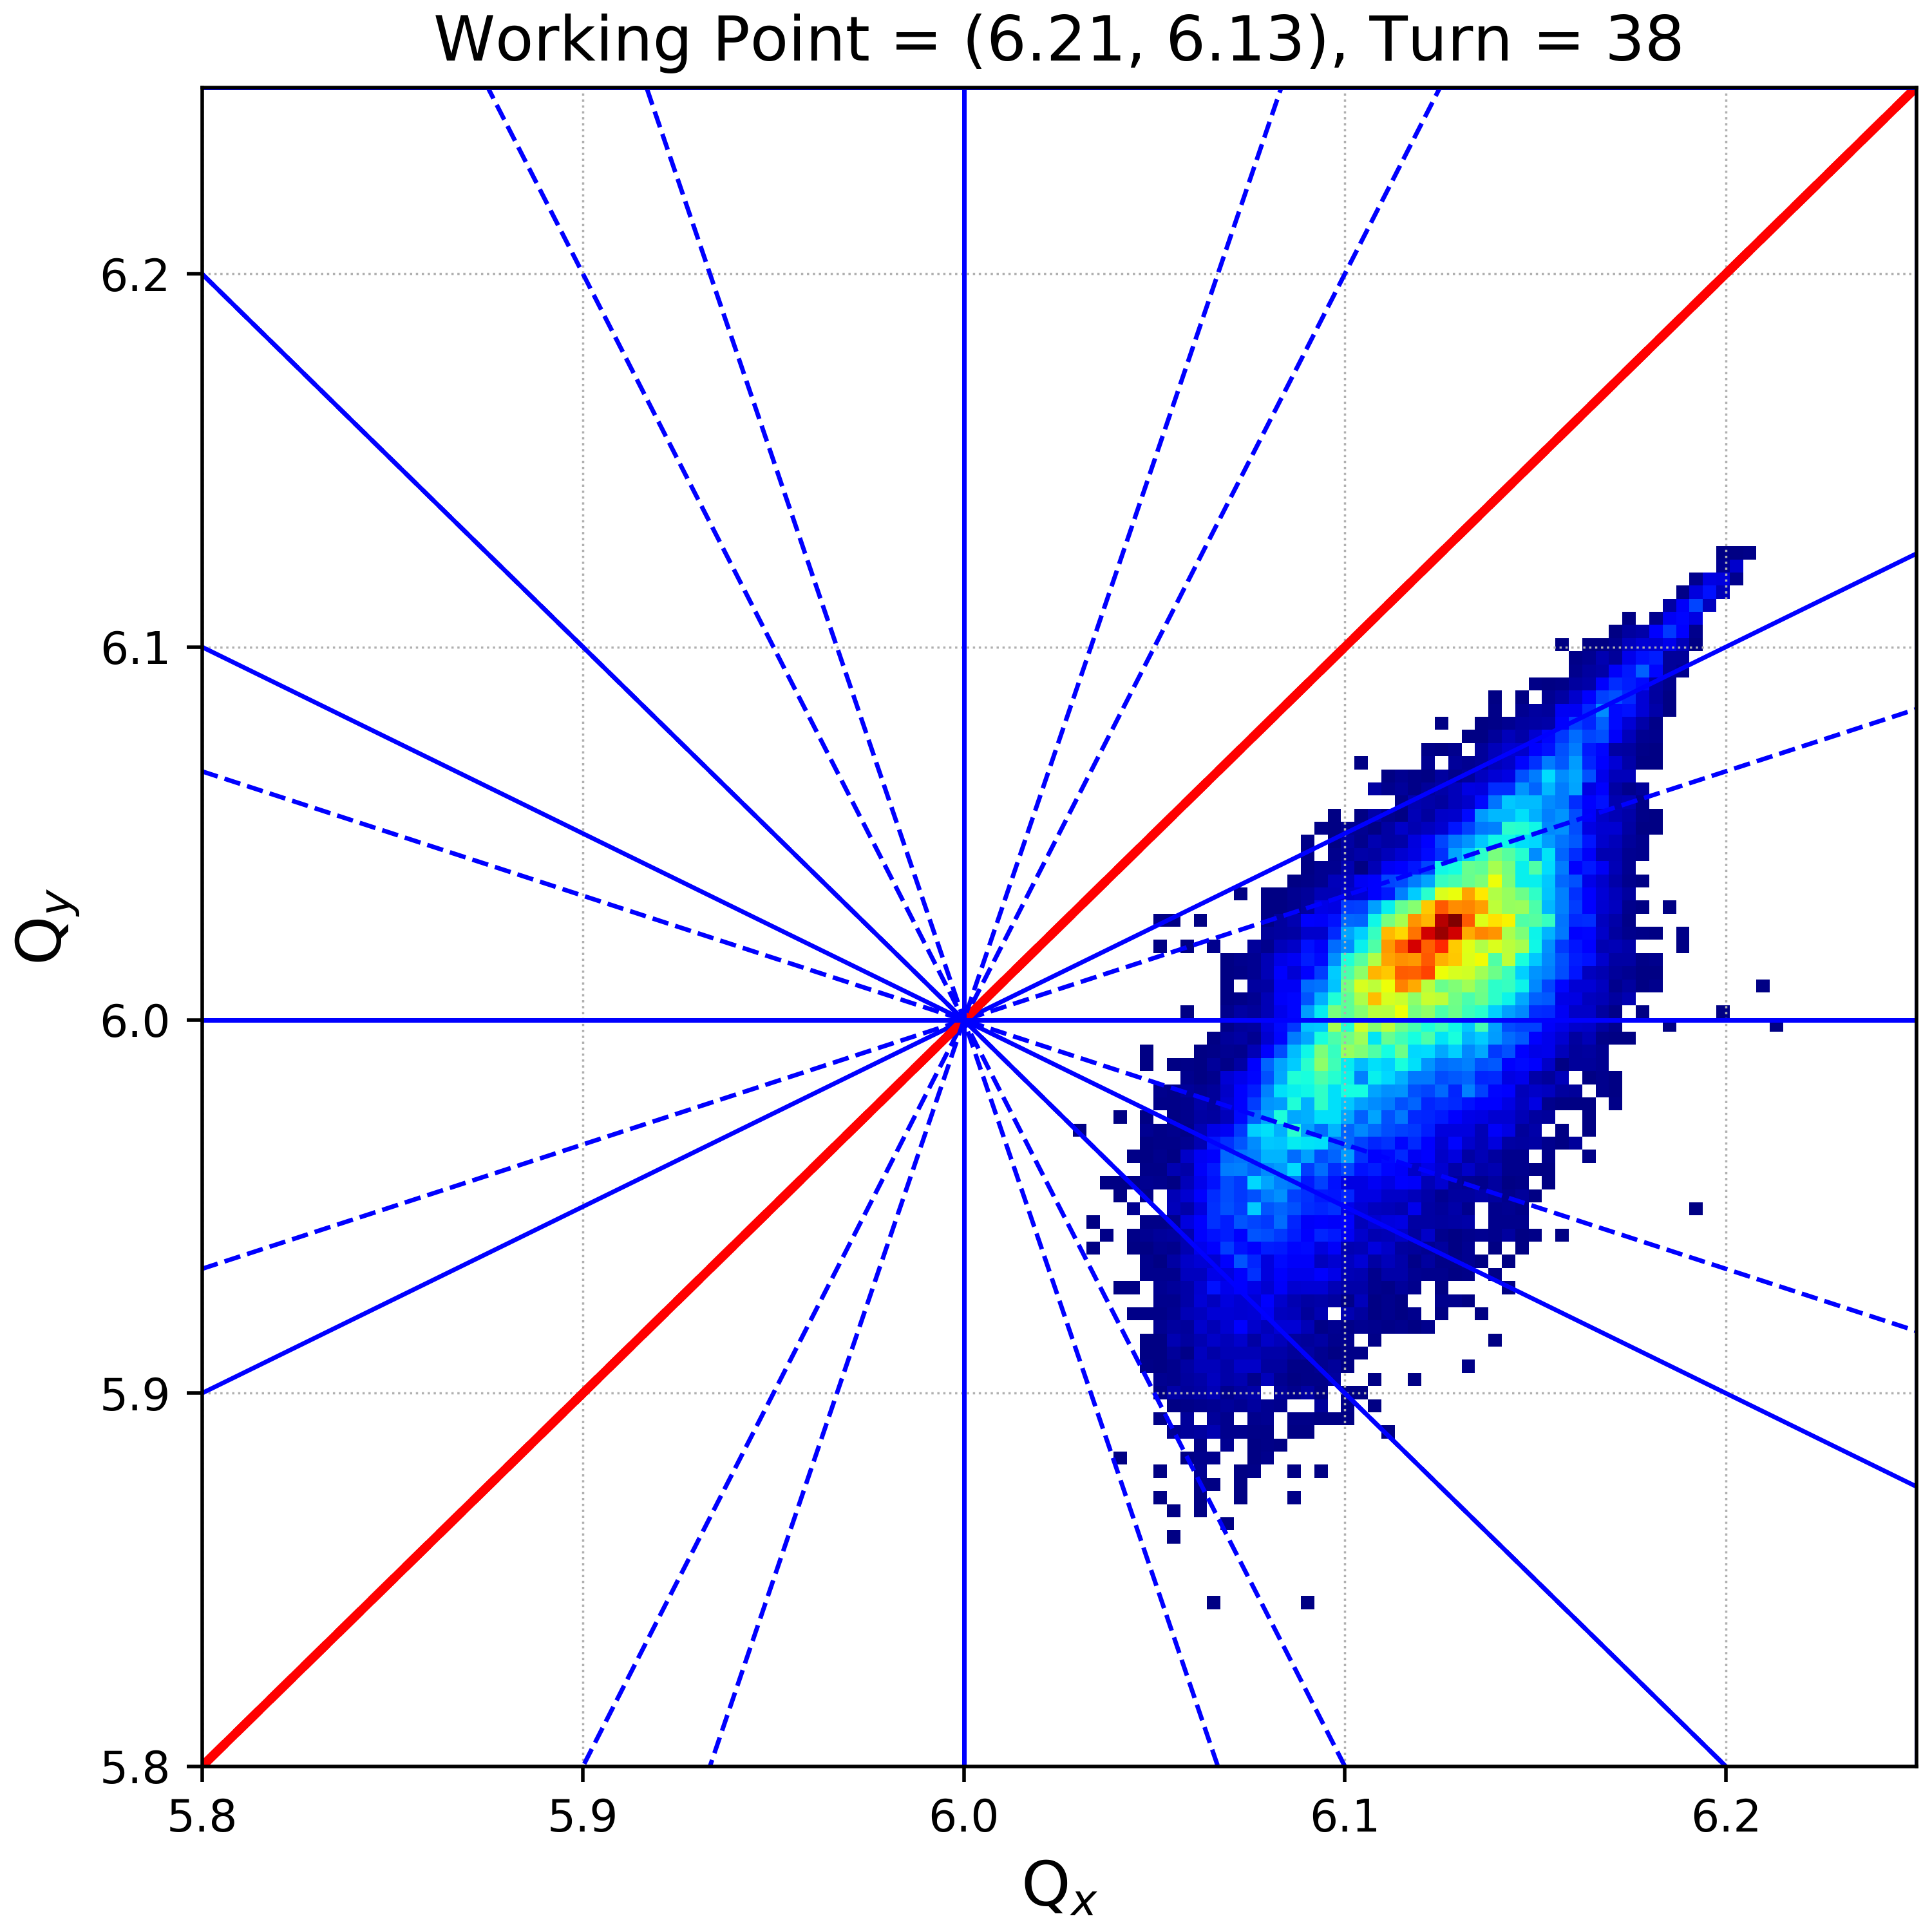 Working Point = (6.21, 6.13), Turn = 38
6.2
6.1
6.0
5.9
5.8
Qy
5.8 5.9 6.0 6.1 6.2
Qx